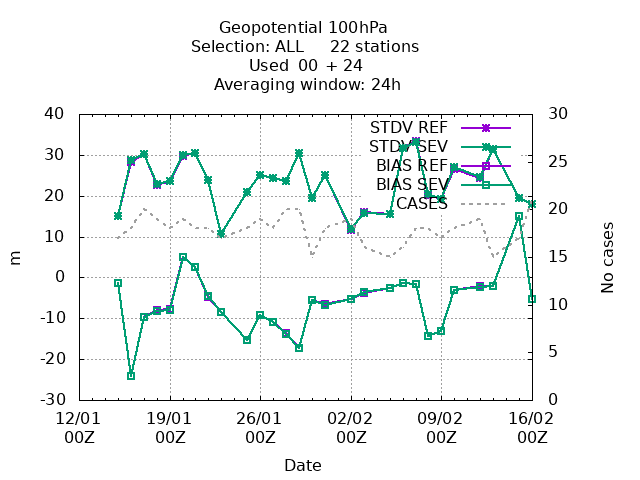 Geopotential 100hPa
Selection: ALL 22 stations
Used 00 + 24
Averaging window: 24h
40
30
20
10
0
-10
-20
-30
m
30
25
20
15
10
5
0
No cases
STDV REF
STDV SEV
BIAS REF
BIAS SEV
CASES
12/01 19/01 26/01 02/02 09/02 16/02
00Z 00Z 00Z 00Z 00Z 00Z
Date